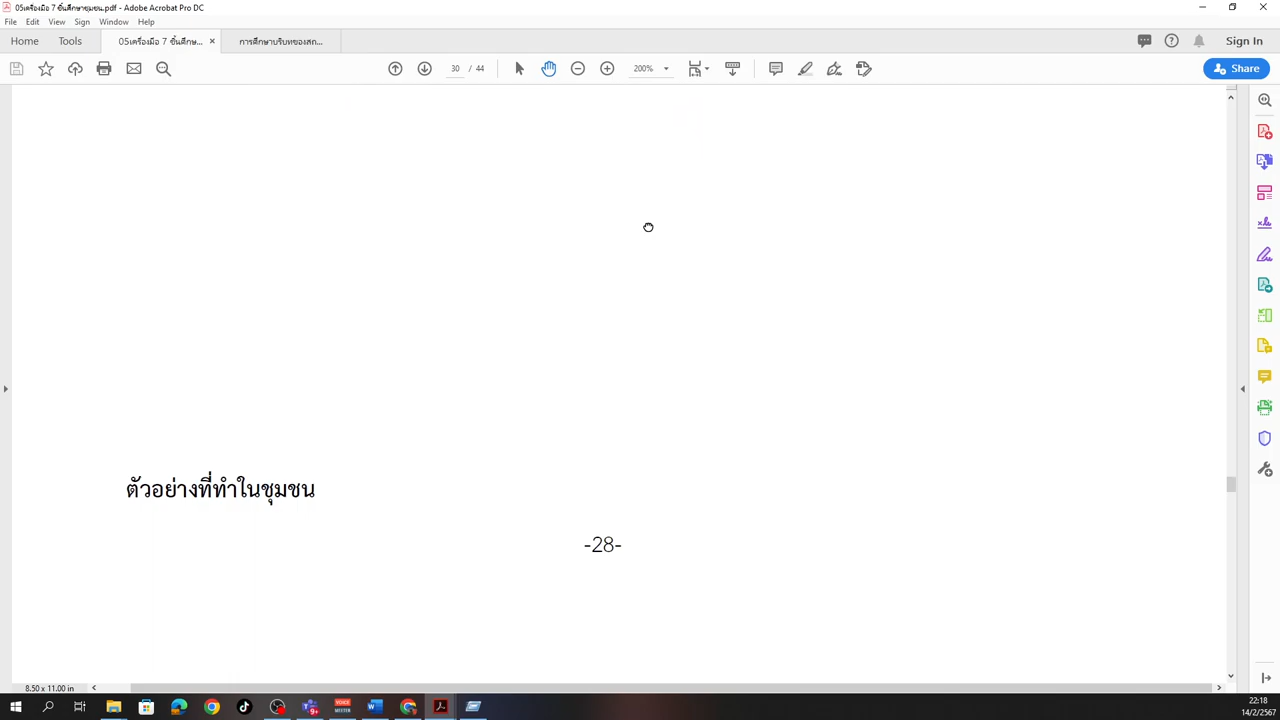 05เครื่องมือ 7 ชิ้นศึกษาชุมชน.pdf - Adobe Acrobat Pro DC
File Edit View Sign Window Help
Home Tools 05เครื่องมือ 7 ชิ้นศึกษ... × การศึกษาบริบทของสถ... Sign In
30 / 44 200% Share
ตัวอย่างที่ทำในชุมชน
-28-
8.50 x 11.00 in
22:18
14/2/2567